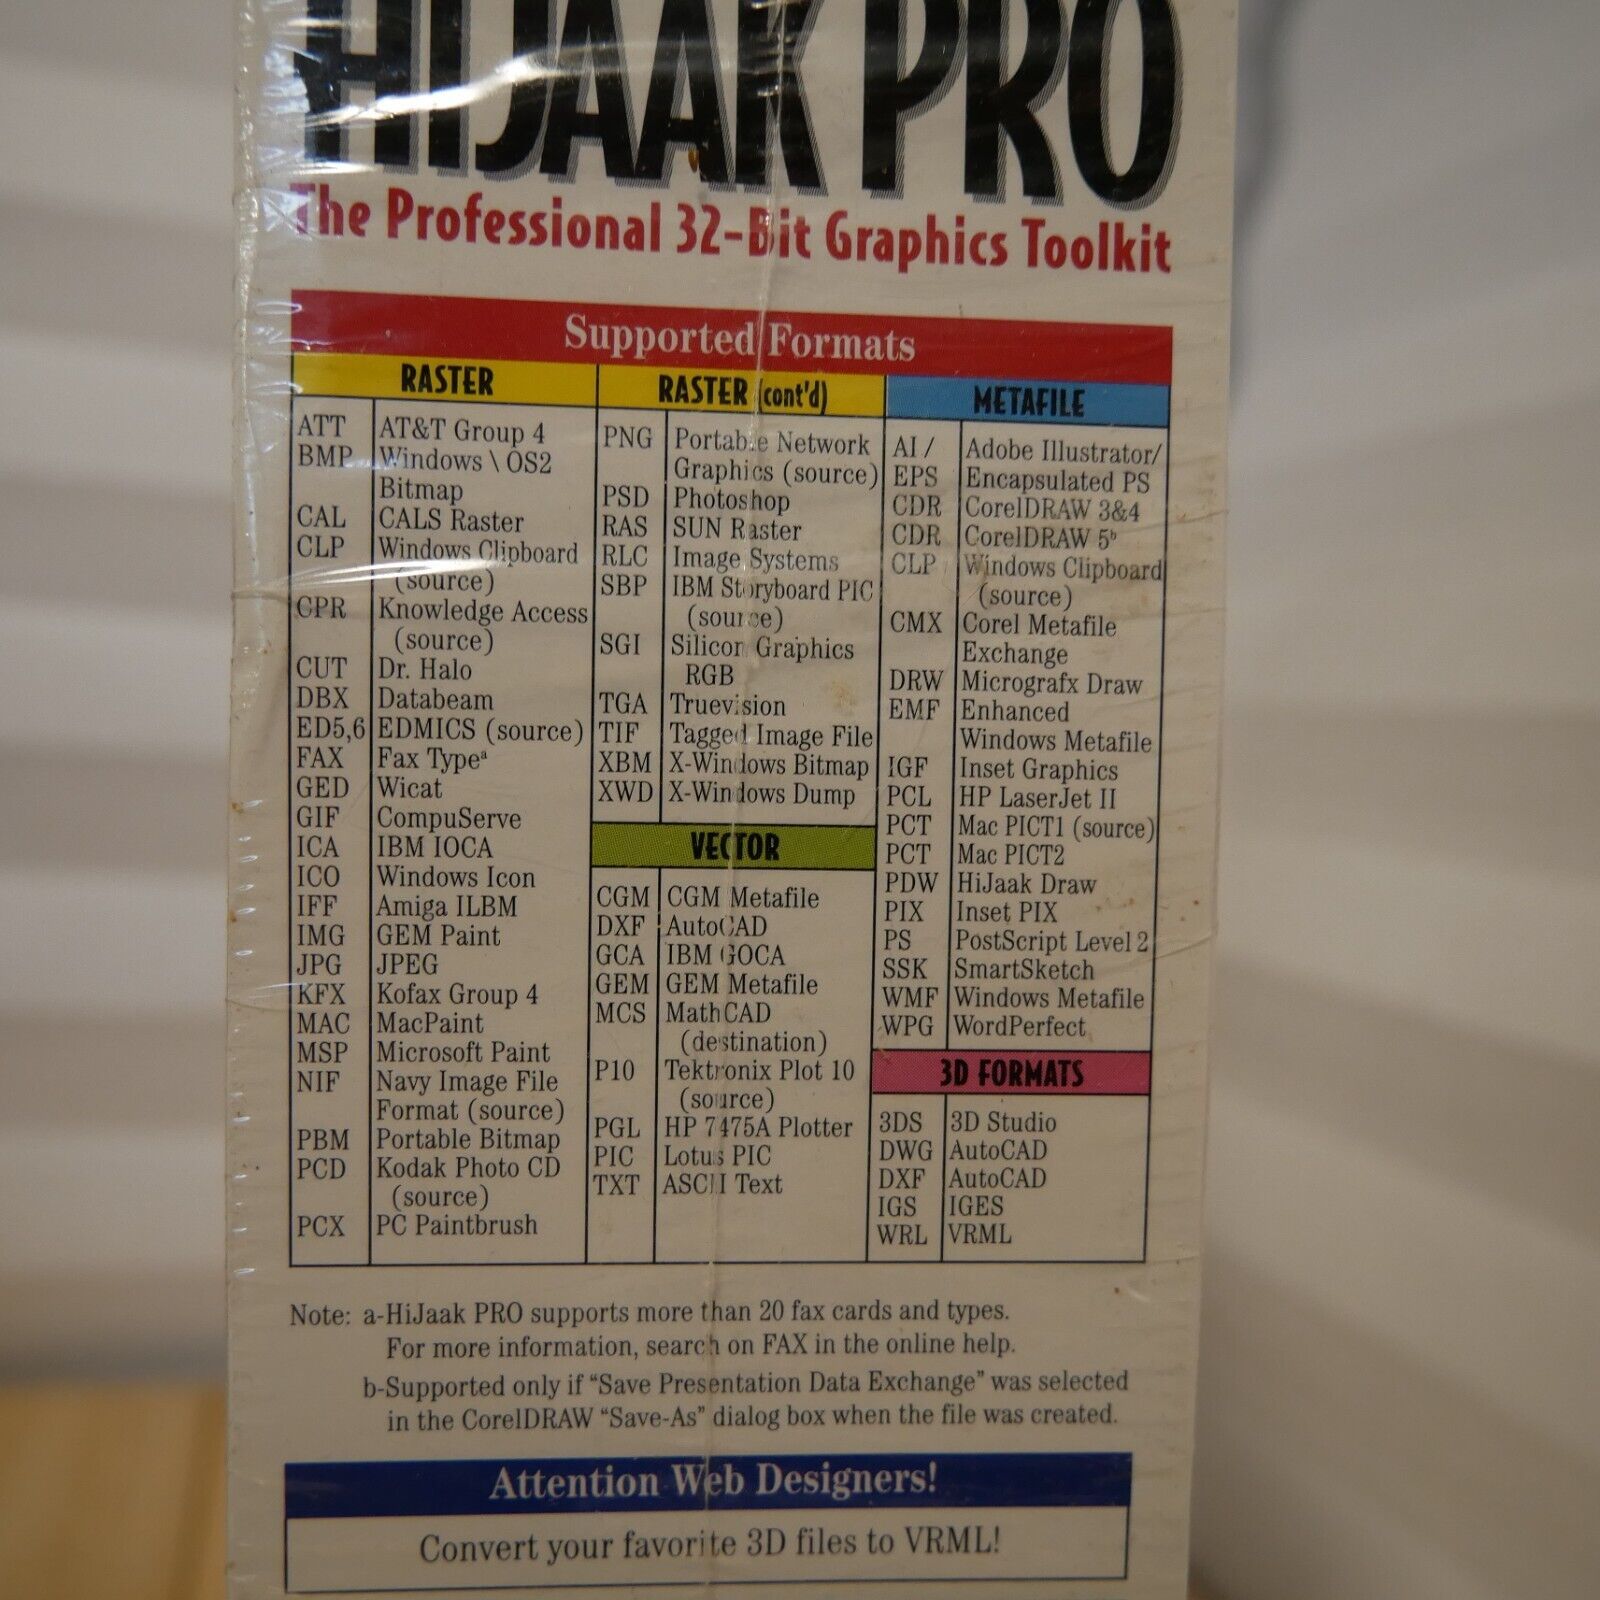 HIJAAK PRO
The Professional 32-Bit Graphics Toolkit
Supported Formats
RASTER
ATT AT&T Group 4
BMP Windows \ OS2
Bitmap
CAL CALS Raster
CLP Windows Clipboard
(source)
CPR Knowledge Access
(source)
CUT Dr. Halo
DBX Databeam
ED5,6 EDMICS (source)
FAX Fax Typeᵃ
GED Wicat
GIF CompuServe
ICA IBM IOCA
ICO Windows Icon
IFF Amiga ILBM
IMG GEM Paint
JPG JPEG
KFX Kofax Group 4
MAC MacPaint
MSP Microsoft Paint
NIF Navy Image File
Format (source)
PBM Portable Bitmap
PCD Kodak Photo CD
(source)
PCX PC Paintbrush
RASTER (cont'd)
PNG Portable Network
Graphics (source)
PSD Photoshop
RAS SUN Raster
RLC Image Systems
SBP IBM Storyboard PIC
(source)
SGI Silicon Graphics
RGB
TGA Truevision
TIF Tagged Image File
XBM X-Windows Bitmap
XWD X-Windows Dump
VECTOR
CGM CGM Metafile
DXF AutoCAD
GCA IBM GOCA
GEM GEM Metafile
MCS MathCAD
(destination)
P10 Tektronix Plot 10
(source)
PGL HP 7475A Plotter
PIC Lotus PIC
TXT ASCII Text
METAFILE
AI / Adobe Illustrator/
EPS Encapsulated PS
CDR CorelDRAW 3&4
CDR CorelDRAW 5ᵇ
CLP Windows Clipboard
(source)
CMX Corel Metafile
Exchange
DRW Micrografx Draw
EMF Enhanced
Windows Metafile
IGF Inset Graphics
PCL HP LaserJet II
PCT Mac PICT1 (source)
PCT Mac PICT2
PDW HiJaak Draw
PIX Inset PIX
PS PostScript Level 2
SSK SmartSketch
WMF Windows Metafile
WPG WordPerfect
3D FORMATS
3DS 3D Studio
DWG AutoCAD
DXF AutoCAD
IGS IGES
WRL VRML
Note: a-HiJaak PRO supports more than 20 fax cards and types.
For more information, search on FAX in the online help.
b-Supported only if “Save Presentation Data Exchange” was selected
in the CorelDRAW “Save-As” dialog box when the file was created.
Attention Web Designers!
Convert your favorite 3D files to VRML!